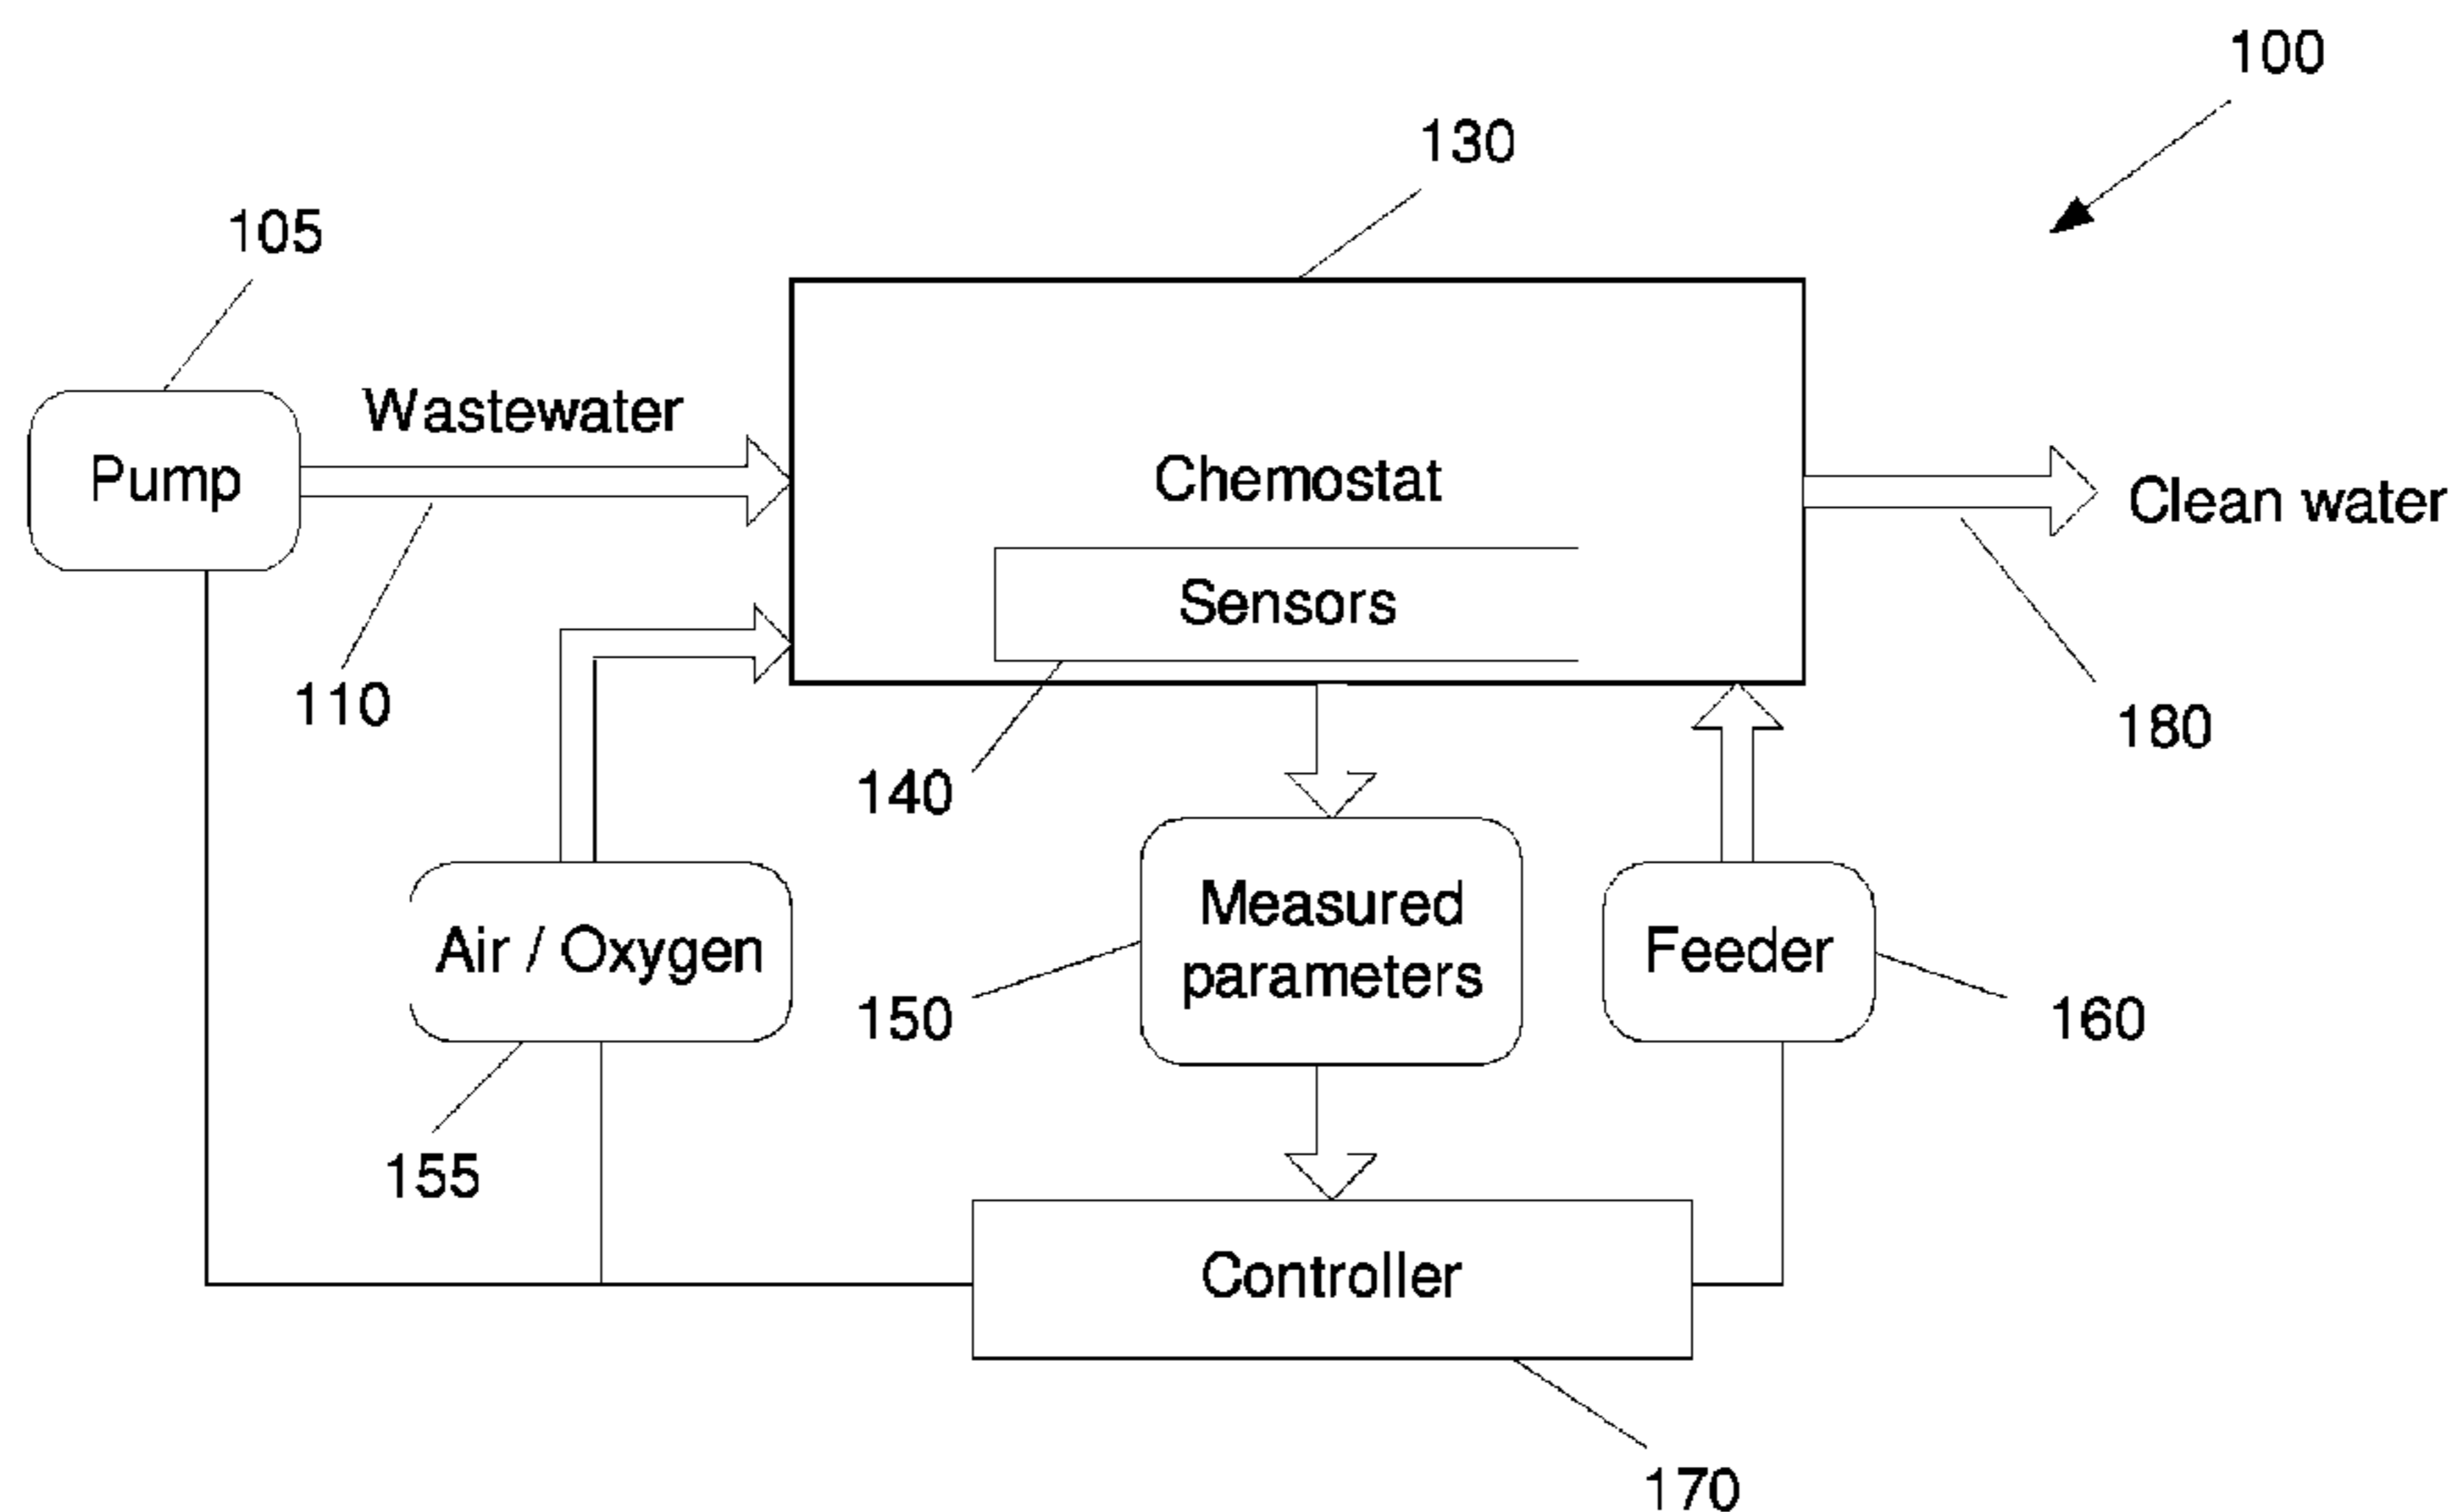 100
130
105
Wastewater
Pump
Chemostat
Clean water
Sensors
110
180
140
Measured
parameters
Air / Oxygen
Feeder
150
160
155
Controller
170